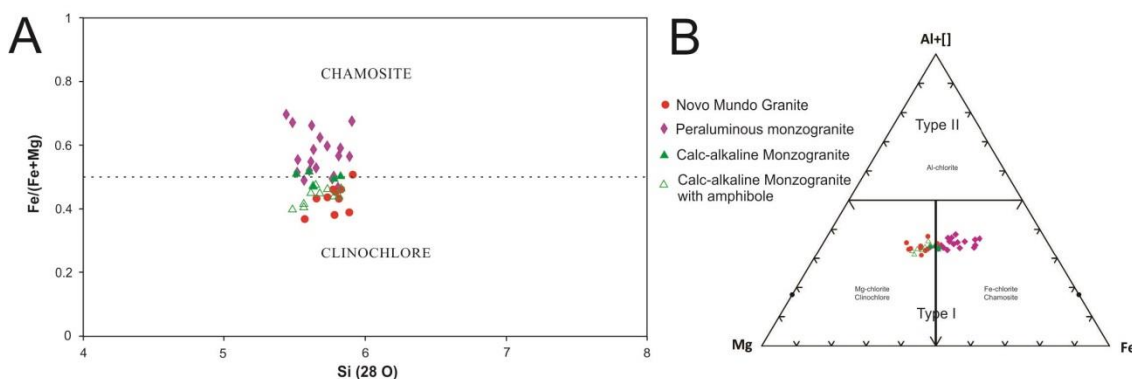 A
1
0.8
0.6
0.4
0.2
0
Fe/(Fe+Mg)
CHAMOSITE
CLINOCHLORE
4
5
6
7
8
Si (28 O)
B
Novo Mundo Granite
Peraluminous monzogranite
Calc-alkaline Monzogranite
Calc-alkaline Monzogranite
with amphibole
Al+[]
Type II
Al-chlorite
Mg-chlorite
Clinochlore
Fe-chlorite
Chamosite
Type I
Mg
Fe